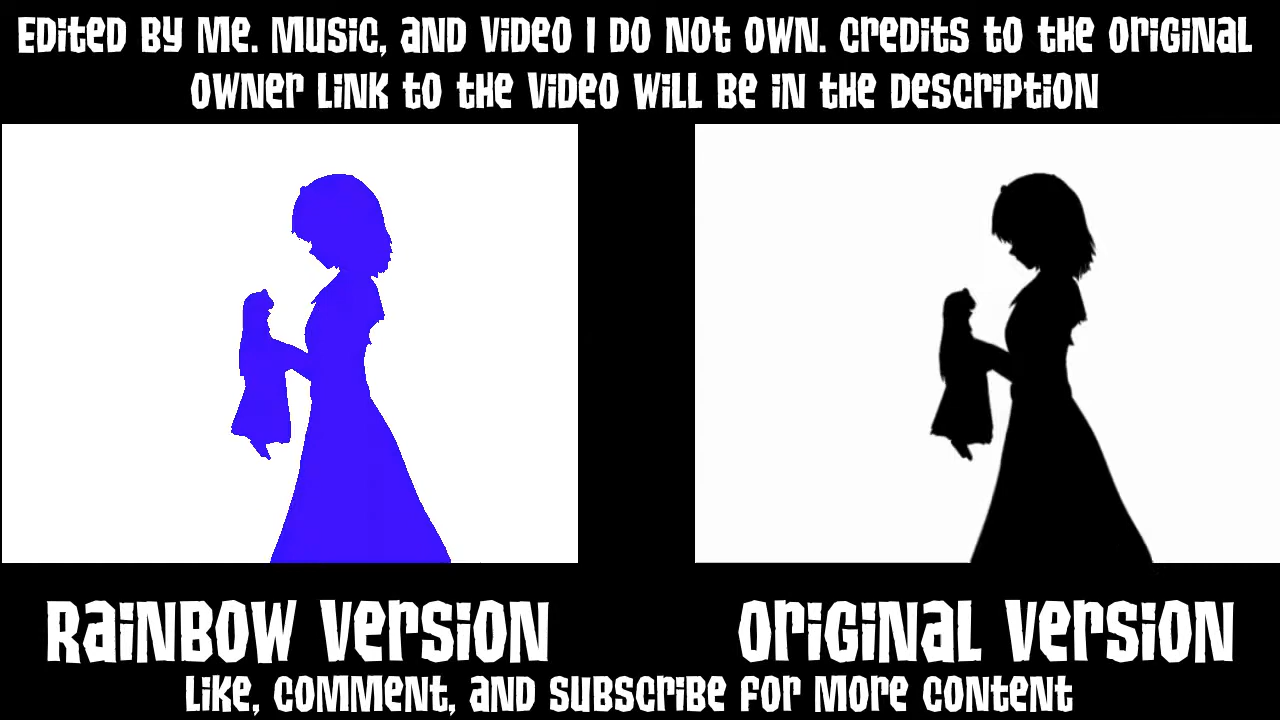 Edited by Me. Music, and Video I Do Not Own. Credits to the Original
Owner Link to the Video Will Be in the Description
Rainbow Version
Original Version
Like, Comment, and Subscribe for More Content